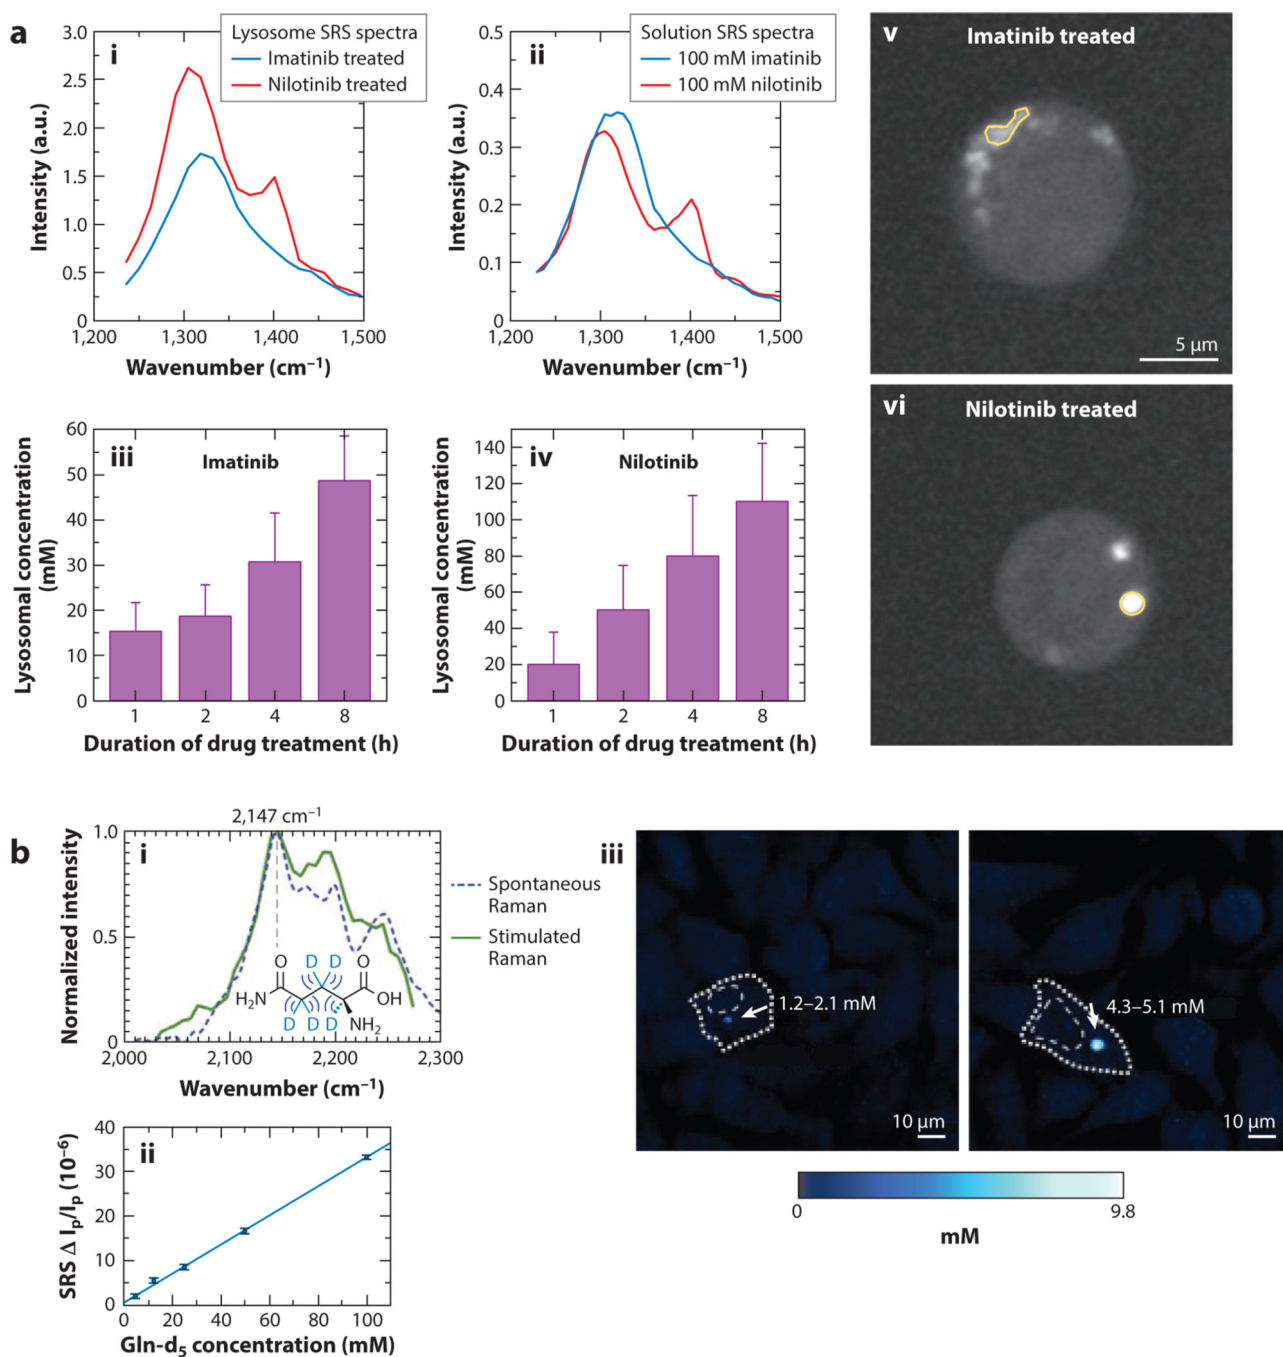 a
i
Lysosome SRS spectra
Imatinib treated
Nilotinib treated
3.0
2.5
2.0
1.5
1.0
0.5
0
Intensity (a.u.)
1,200
1,300
1,400
1,500
Wavenumber (cm⁻¹)
ii
Solution SRS spectra
100 mM imatinib
100 mM nilotinib
0.5
0.4
0.3
0.2
0.1
0
Intensity (a.u.)
1,200
1,300
1,400
1,500
Wavenumber (cm⁻¹)
v
Imatinib treated
5 µm
iii
Imatinib
60
50
40
30
20
10
0
Lysosomal concentration
(mM)
1
2
4
8
Duration of drug treatment (h)
iv
Nilotinib
140
120
100
80
60
40
20
0
Lysosomal concentration
(mM)
1
2
4
8
Duration of drug treatment (h)
vi
Nilotinib treated
b
i
2,147 cm⁻¹
1.0
0.5
0
Normalized intensity
Spontaneous
Raman
Stimulated
Raman
O
D
D
O
H₂N
OH
D
D
D
NH₂
2,000
2,100
2,200
2,300
Wavenumber (cm⁻¹)
ii
40
30
20
10
0
SRS Δ Iₚ/Iₚ (10⁻⁶)
0
20
40
60
80
100
Gln-d₅ concentration (mM)
iii
1.2–2.1 mM
10 µm
4.3–5.1 mM
10 µm
0
9.8
mM